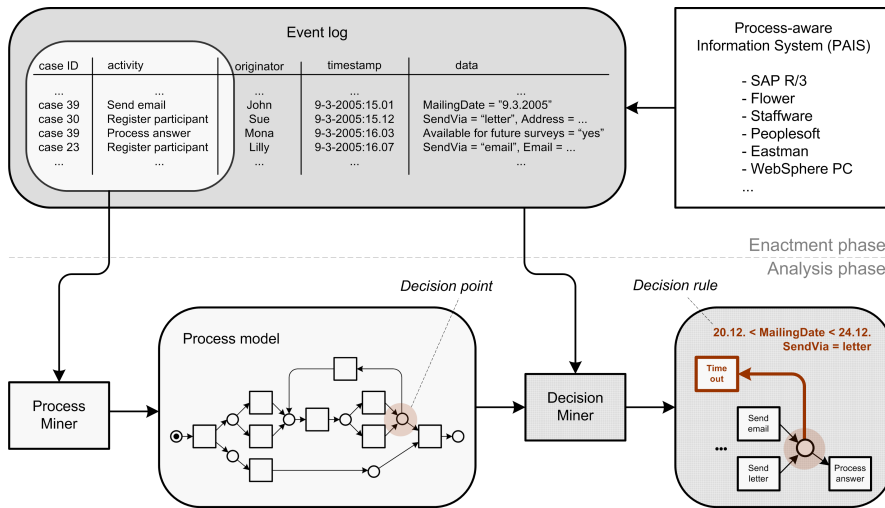 Event log
case ID activity originator timestamp data
... ... ... ... ...
case 39 Send email John 9-3-2005:15.01 MailingDate = ”9.3.2005”
case 30 Register participant Sue 9-3-2005:15.12 SendVia = “letter”, Address = ...
case 39 Process answer Mona 9-3-2005:16.03 Available for future surveys = “yes”
case 23 Register participant Lilly 9-3-2005:16.07 SendVia = “email”, Email = ...
... ... ... ... ...
Process-aware
Information System (PAIS)
- SAP R/3
- Flower
- Staffware
- Peoplesoft
- Eastman
- WebSphere PC
...
Enactment phase
Analysis phase
Decision point
Decision rule
Process
Miner
Process model
Decision
Miner
20.12. < MailingDate < 24.12.
SendVia = letter
Time
out
Send
email
...
Send
letter
Process
answer